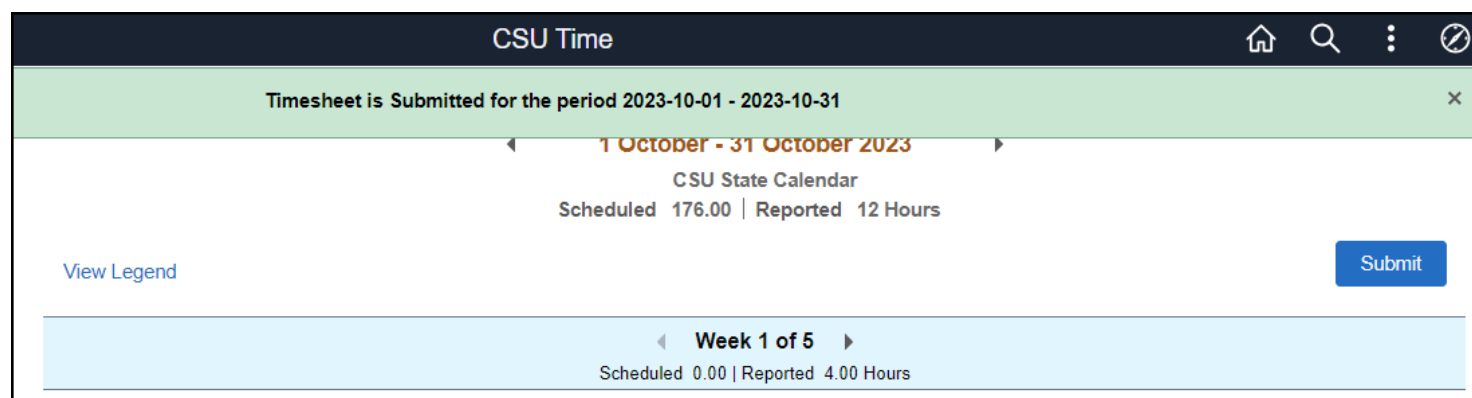 CSU Time
Timesheet is Submitted for the period 2023-10-01 - 2023-10-31
1 October - 31 October 2023
CSU State Calendar
Scheduled 176.00 | Reported 12 Hours
View Legend
Submit
Week 1 of 5
Scheduled 0.00 | Reported 4.00 Hours